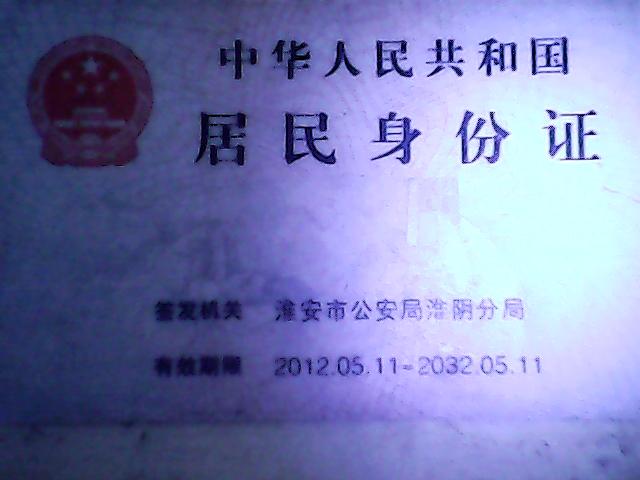 中华人民共和国
居民身份证
签发机关 淮安市公安局淮阴分局
有效期限 2012.05.11-2032.05.11